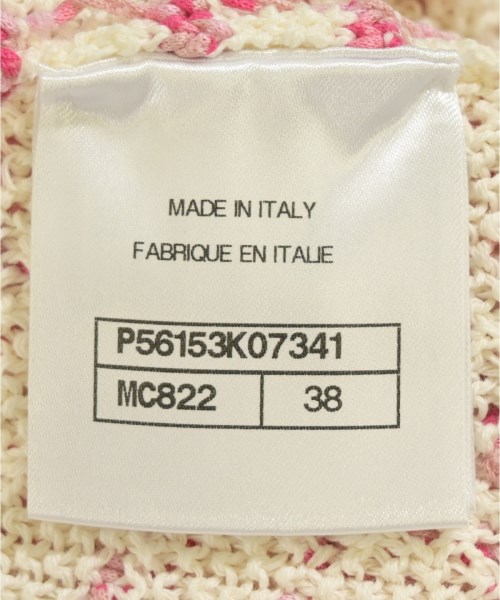 MADE IN ITALY
FABRIQUE EN ITALIE
P56153K07341
MC822 38